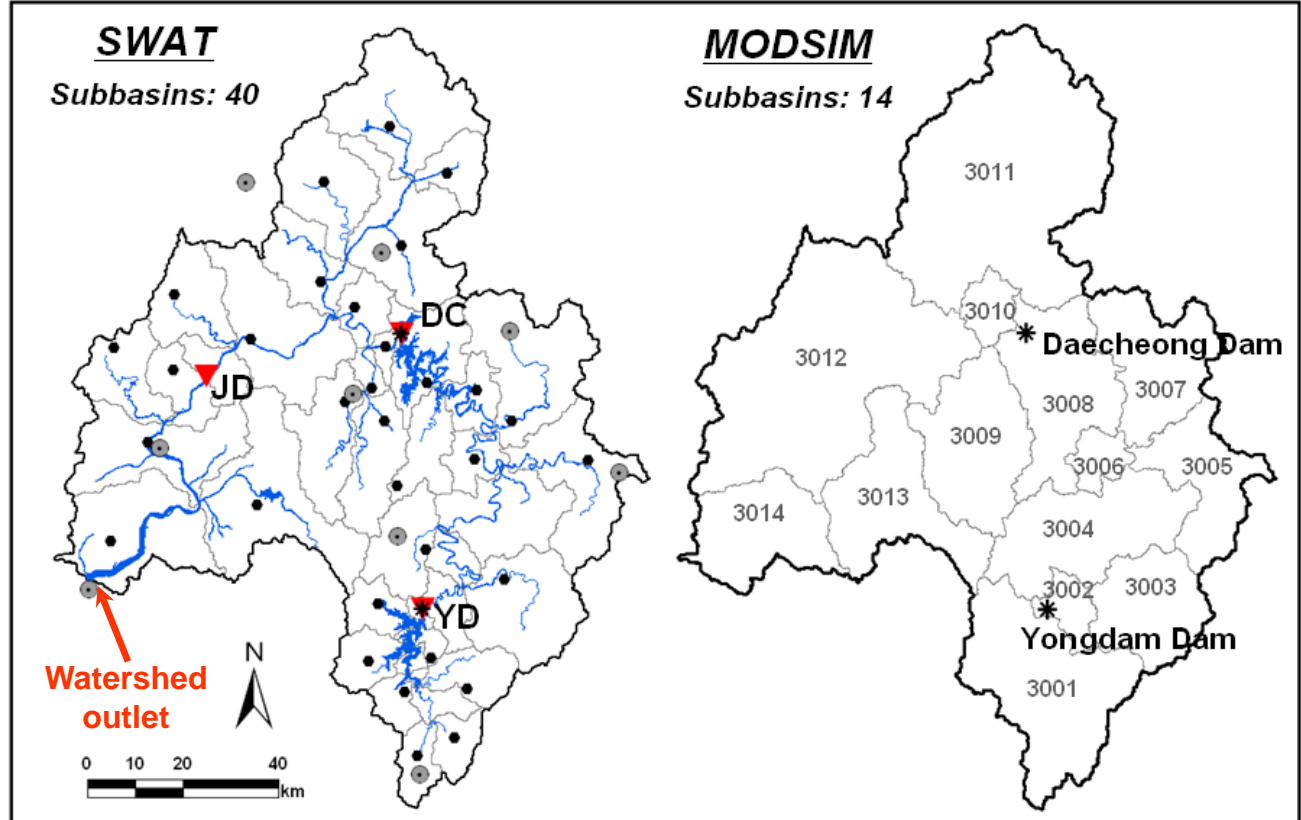 SWAT
Subbasins: 40
DC
JD
YD
Watershed
outlet
N
0 10 20 40
km
MODSIM
Subbasins: 14
3011
3010
Daecheong Dam
3012
3007
3008
3009
3006
3005
3013
3014
3004
3002
3003
Yongdam Dam
3001